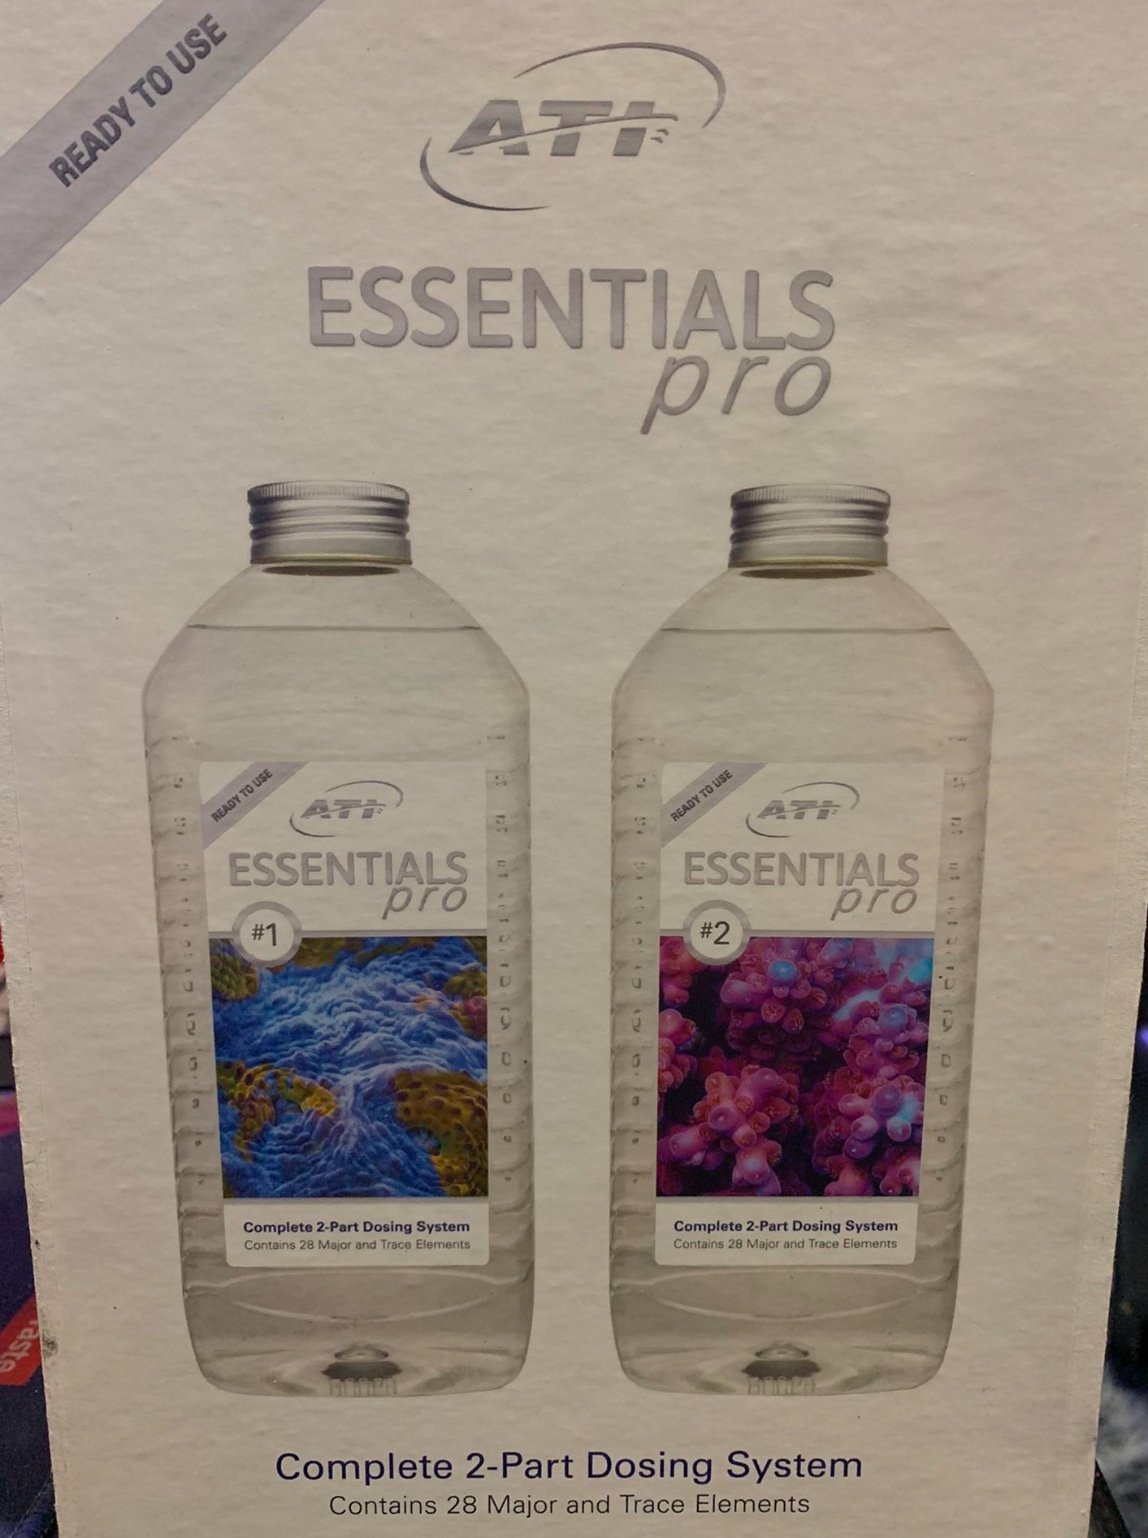 READY TO USE
ATI
ESSENTIALS
pro
READY TO USE
ATI
ESSENTIALS
pro
#1
Complete 2-Part Dosing System
Contains 28 Major and Trace Elements
READY TO USE
ATI
ESSENTIALS
pro
#2
Complete 2-Part Dosing System
Contains 28 Major and Trace Elements
Complete 2-Part Dosing System
Contains 28 Major and Trace Elements